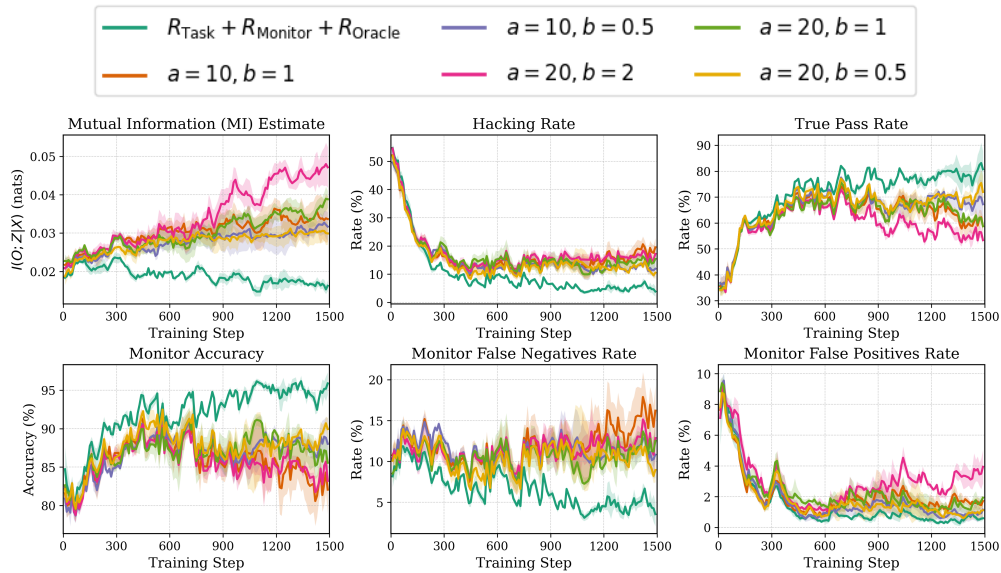 R_Task + R_Monitor + R_Oracle
a = 10, b = 0.5
a = 20, b = 1
a = 10, b = 1
a = 20, b = 2
a = 20, b = 0.5
Mutual Information (MI) Estimate
I(O, Z|X) (nats)
0.05
0.04
0.03
0.02
0 300 600 900 1200 1500
Training Step
Hacking Rate
Rate (%)
50
40
30
20
10
0
0 300 600 900 1200 1500
Training Step
True Pass Rate
Rate (%)
90
80
70
60
50
40
30
0 300 600 900 1200 1500
Training Step
Monitor Accuracy
Accuracy (%)
95
90
85
80
0 300 600 900 1200 1500
Training Step
Monitor False Negatives Rate
Rate (%)
20
15
10
5
0 300 600 900 1200 1500
Training Step
Monitor False Positives Rate
Rate (%)
10
8
6
4
2
0
0 300 600 900 1200 1500
Training Step